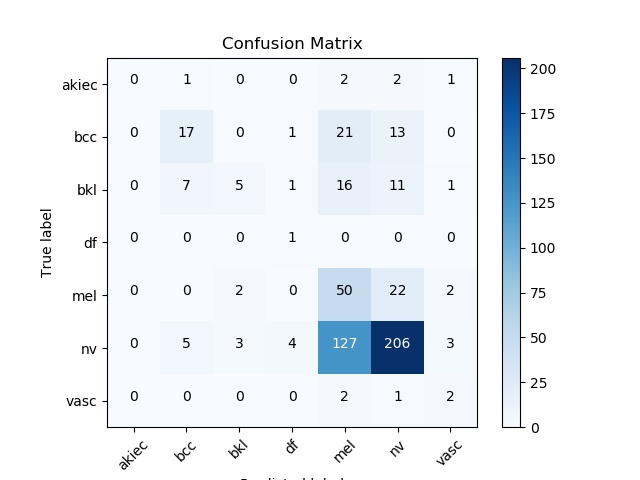 Confusion Matrix
akiec 0 1 0 0 2 2 1
bcc 0 17 0 1 21 13 0
bkl 0 7 5 1 16 11 1
df 0 0 0 1 0 0 0
mel 0 0 2 0 50 22 2
nv 0 5 3 4 127 206 3
vasc 0 0 0 0 2 1 2
akiec bcc bkl df mel nv vasc
True label
200
175
150
125
100
75
50
25
0